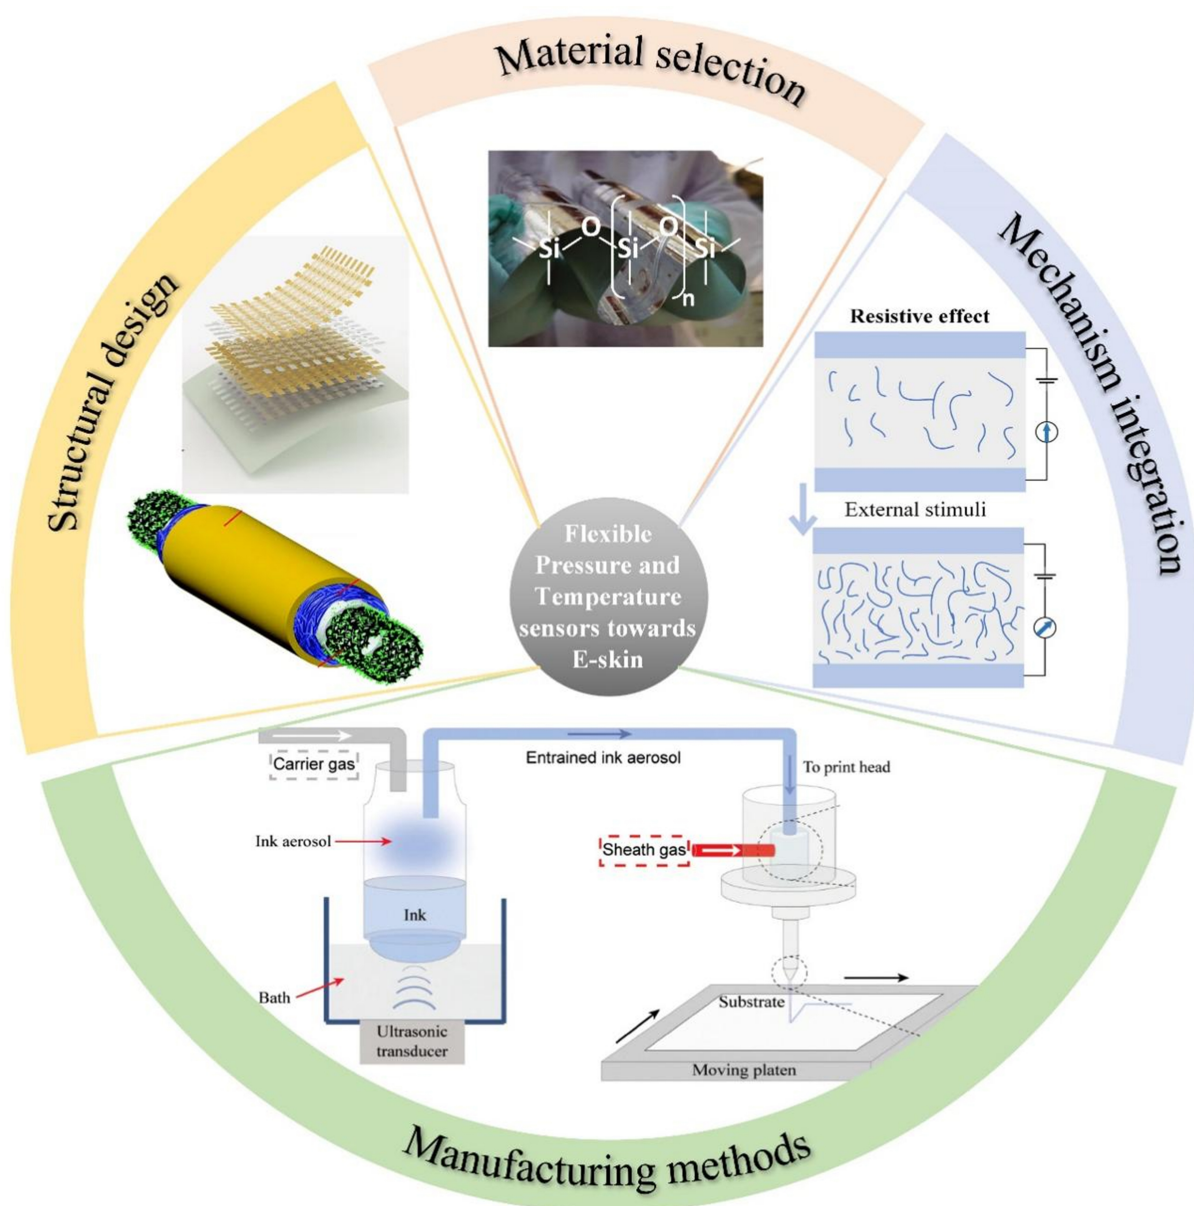 Material selection
Structural design
Mechanism integration
Si O Si O Si
n
Resistive effect
External stimuli
Flexible
Pressure and
Temperature
sensors towards
E-skin
Carrier gas
Entrained ink aerosol
To print head
Ink aerosol
Sheath gas
Ink
Bath
Substrate
Ultrasonic
transducer
Moving platen
Manufacturing methods